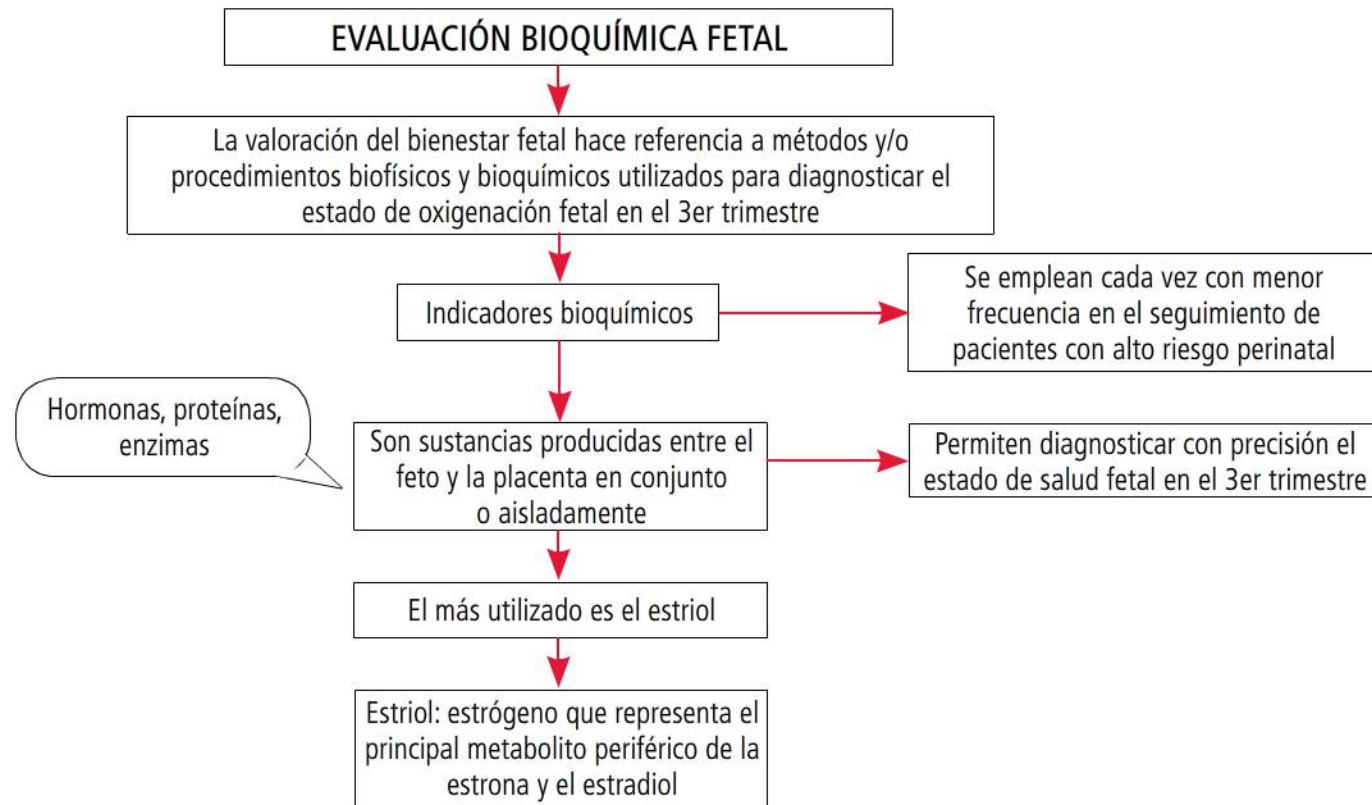 EVALUACIÓN BIOQUÍMICA FETAL
La valoración del bienestar fetal hace referencia a métodos y/o
procedimientos biofísicos y bioquímicos utilizados para diagnosticar el
estado de oxigenación fetal en el 3er trimestre
Indicadores bioquímicos
Se emplean cada vez con menor
frecuencia en el seguimiento de
pacientes con alto riesgo perinatal
Hormonas, proteínas,
enzimas
Son sustancias producidas entre el
feto y la placenta en conjunto
o aisladamente
Permiten diagnosticar con precisión el
estado de salud fetal en el 3er trimestre
El más utilizado es el estriol
Estriol: estrógeno que representa el
principal metabolito periférico de la
estrona y el estradiol